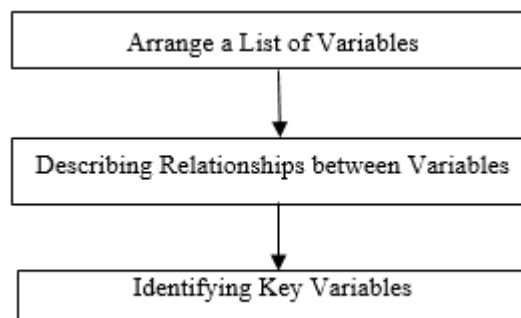 Arrange a List of Variables
Describing Relationships between Variables
Identifying Key Variables